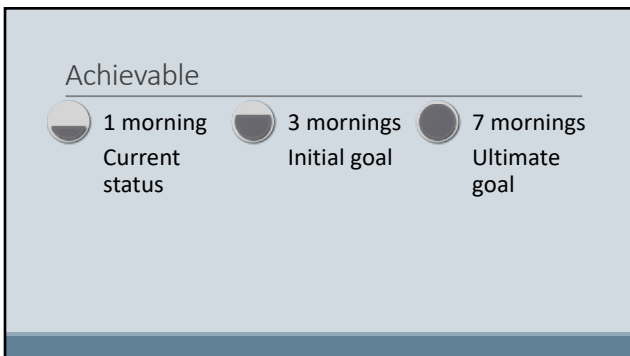 Achievable
1 morning
Current
status
3 mornings
Initial goal
7 mornings
Ultimate
goal